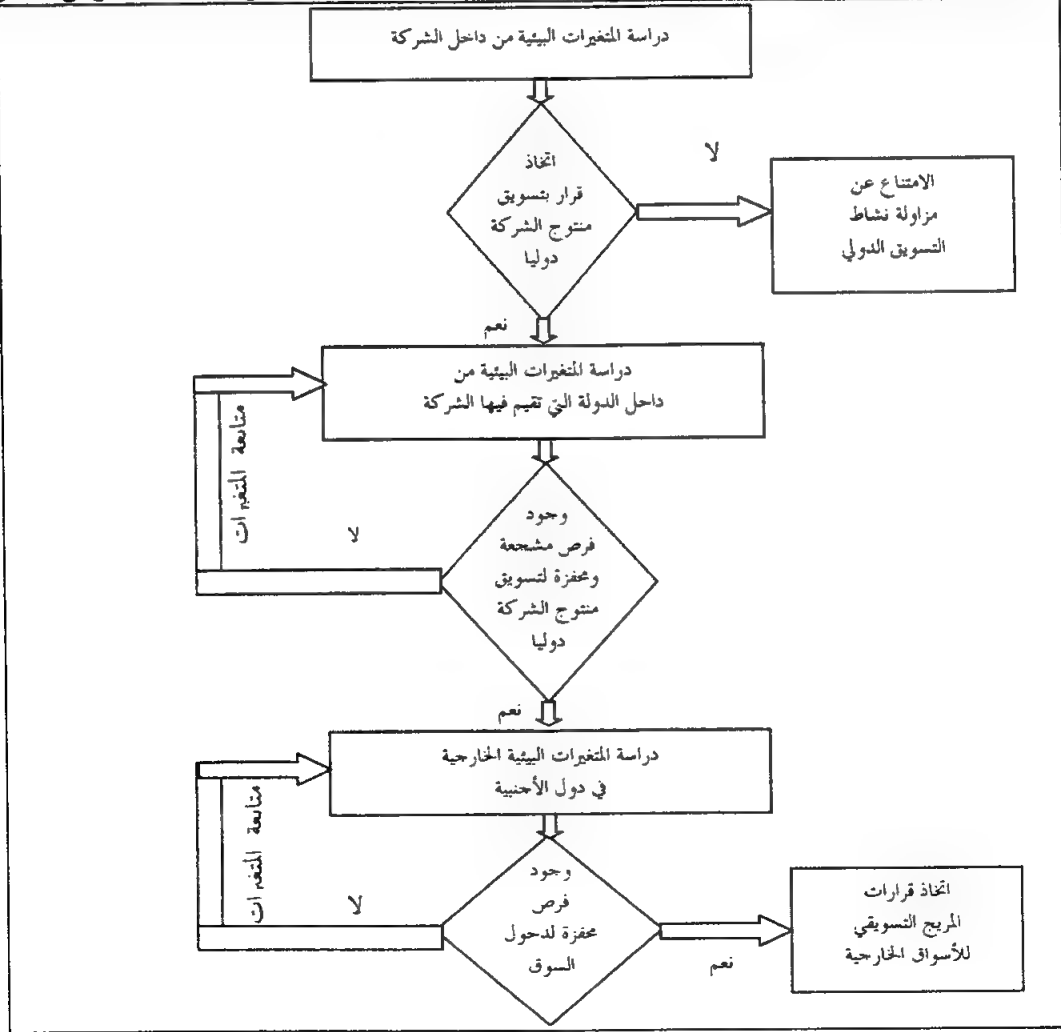 دراسة المتغيرات البيئية من داخل الشركة
اتخاذ
قرار بتسويق
منتوج الشركة
دوليا
لا
الامتناع عن
مزاولة نشاط
التسويق الدولي
نعم
دراسة المتغيرات البيئية من
داخل الدولة التي تقيم فيها الشركة
متابعة المتغيرات
وجود
فرص مشجعة
ومحفزة لتسويق
منتوج الشركة
دوليا
لا
نعم
دراسة المتغيرات البيئية الخارجية
في دول الأجنبية
متابعة المتغيرات
وجود
فرص
محفزة لدخول
السوق
لا
نعم
اتخاذ قرارات
المزيج التسويقي
للأسواق الخارجية